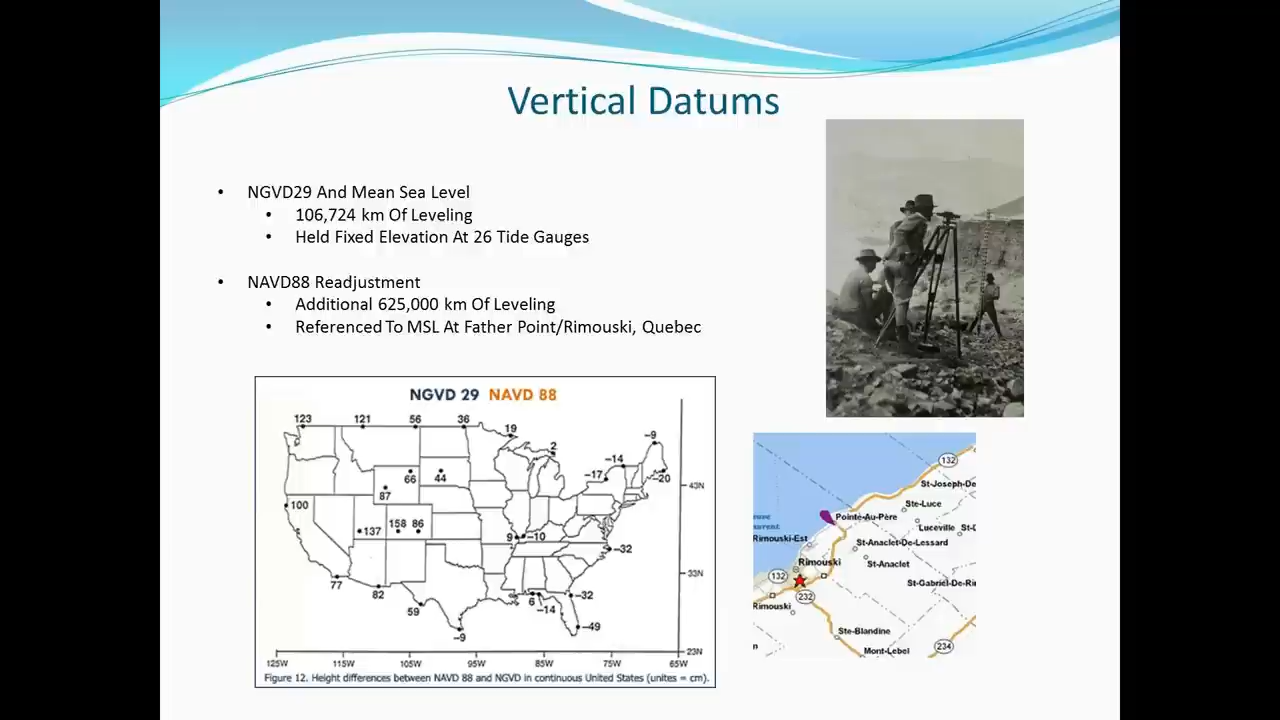 Vertical Datums
• NGVD29 And Mean Sea Level
• 106,724 km Of Leveling
• Held Fixed Elevation At 26 Tide Gauges
• NAVD88 Readjustment
• Additional 625,000 km Of Leveling
• Referenced To MSL At Father Point/Rimouski, Quebec
NGVD 29 NAVD 88
123 121 56 36 19 2 -9
-14 -17 -20
66 44 87
43N
100
137 158 86
9 -10 -32
33N
77 82 59
6 -14 -32
-9 -49
23N
125W 115W 105W 95W 85W 75W 65W
Figure 12. Height differences between NAVD 88 and NGVD in continuous United States (unites = cm).
132
St-Joseph-De-
Ste-Luce
Pointe-Au-Père
Luceville
Rimouski-Est
St-Anaclet-De-Lessard
Rimouski
St-Anaclet
132
St-Gabriel-De-Ri
232
Rimouski
Ste-Blandine
234
Mont-Lebel